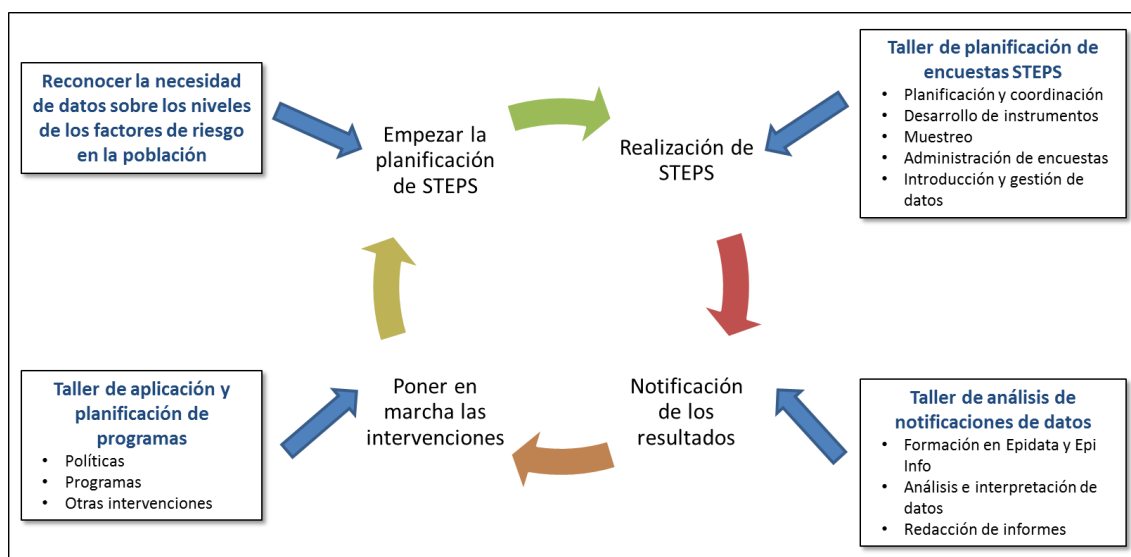 Reconocer la necesidad
de datos sobre los niveles
de los factores de riesgo
en la población
Empezar la
planificación
de STEPS
Realización de
STEPS
Taller de planificación de
encuestas STEPS
• Planificación y coordinación
• Desarrollo de instrumentos
• Muestreo
• Administración de encuestas
• Introducción y gestión de
datos
Taller de aplicación y
planificación de
programas
• Políticas
• Programas
• Otras intervenciones
Poner en
marcha las
intervenciones
Notificación
de los
resultados
Taller de análisis de
notificaciones de datos
• Formación en Epidata y Epi
Info
• Análisis e interpretación de
datos
• Redacción de informes